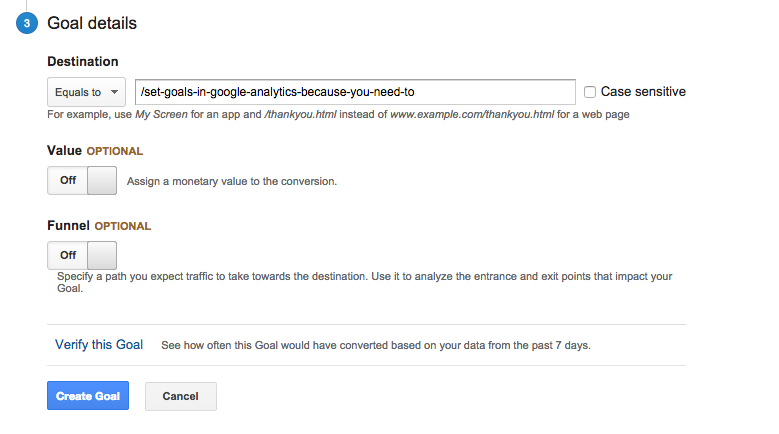 3 Goal details
Destination
Equals to /set-goals-in-google-analytics-because-you-need-to Case sensitive
For example, use My Screen for an app and /thankyou.html instead of www.example.com/thankyou.html for a web page
Value OPTIONAL
Off Assign a monetary value to the conversion.
Funnel OPTIONAL
Off
Specify a path you expect traffic to take towards the destination. Use it to analyze the entrance and exit points that impact your
Goal.
Verify this Goal See how often this Goal would have converted based on your data from the past 7 days.
Create Goal Cancel